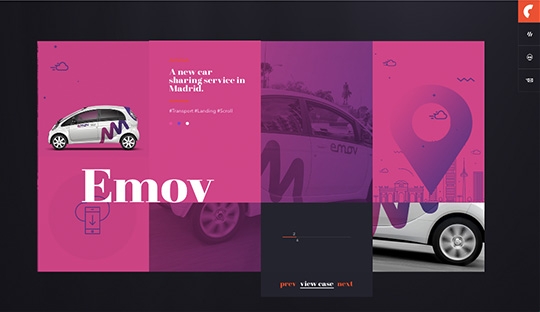 A new car
sharing service in
Madrid.
#Transport #Landing #Scroll
emov
emov
Emov
prev view case next